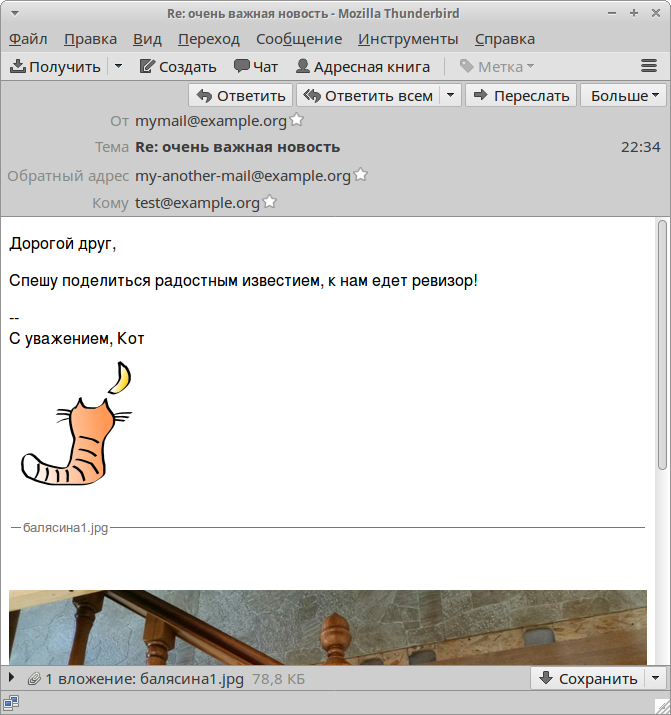 Re: очень важная новость - Mozilla Thunderbird
Файл Правка Вид Переход Сообщение Инструменты Справка
Получить Создать Чат Адресная книга Метка
Ответить Ответить всем Переслать Больше
От mymail@example.org
Тема Re: очень важная новость 22:34
Обратный адрес my-another-mail@example.org
Кому test@example.org
Дорогой друг,
Спешу поделиться радостным известием, к нам едет ревизор!
--
С уважением, Кот
балясина1.jpg
1 вложение: балясина1.jpg 78,8 КБ Сохранить